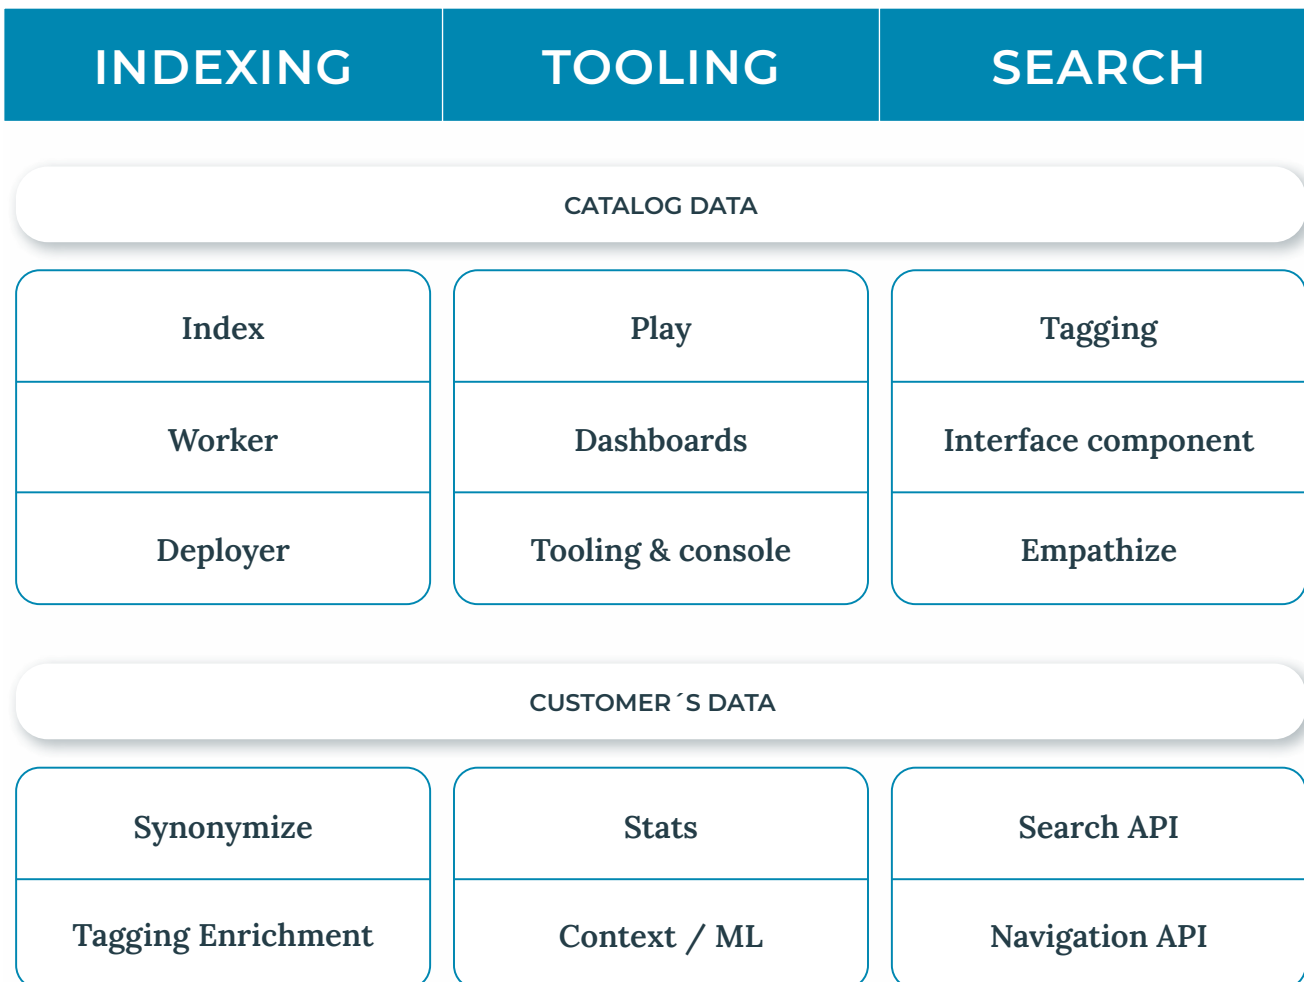 INDEXING TOOLING SEARCH
CATALOG DATA
Index Play Tagging
Worker Dashboards Interface component
Deployer Tooling & console Empathize
CUSTOMER´S DATA
Synonymize Stats Search API
Tagging Enrichment Context / ML Navigation API